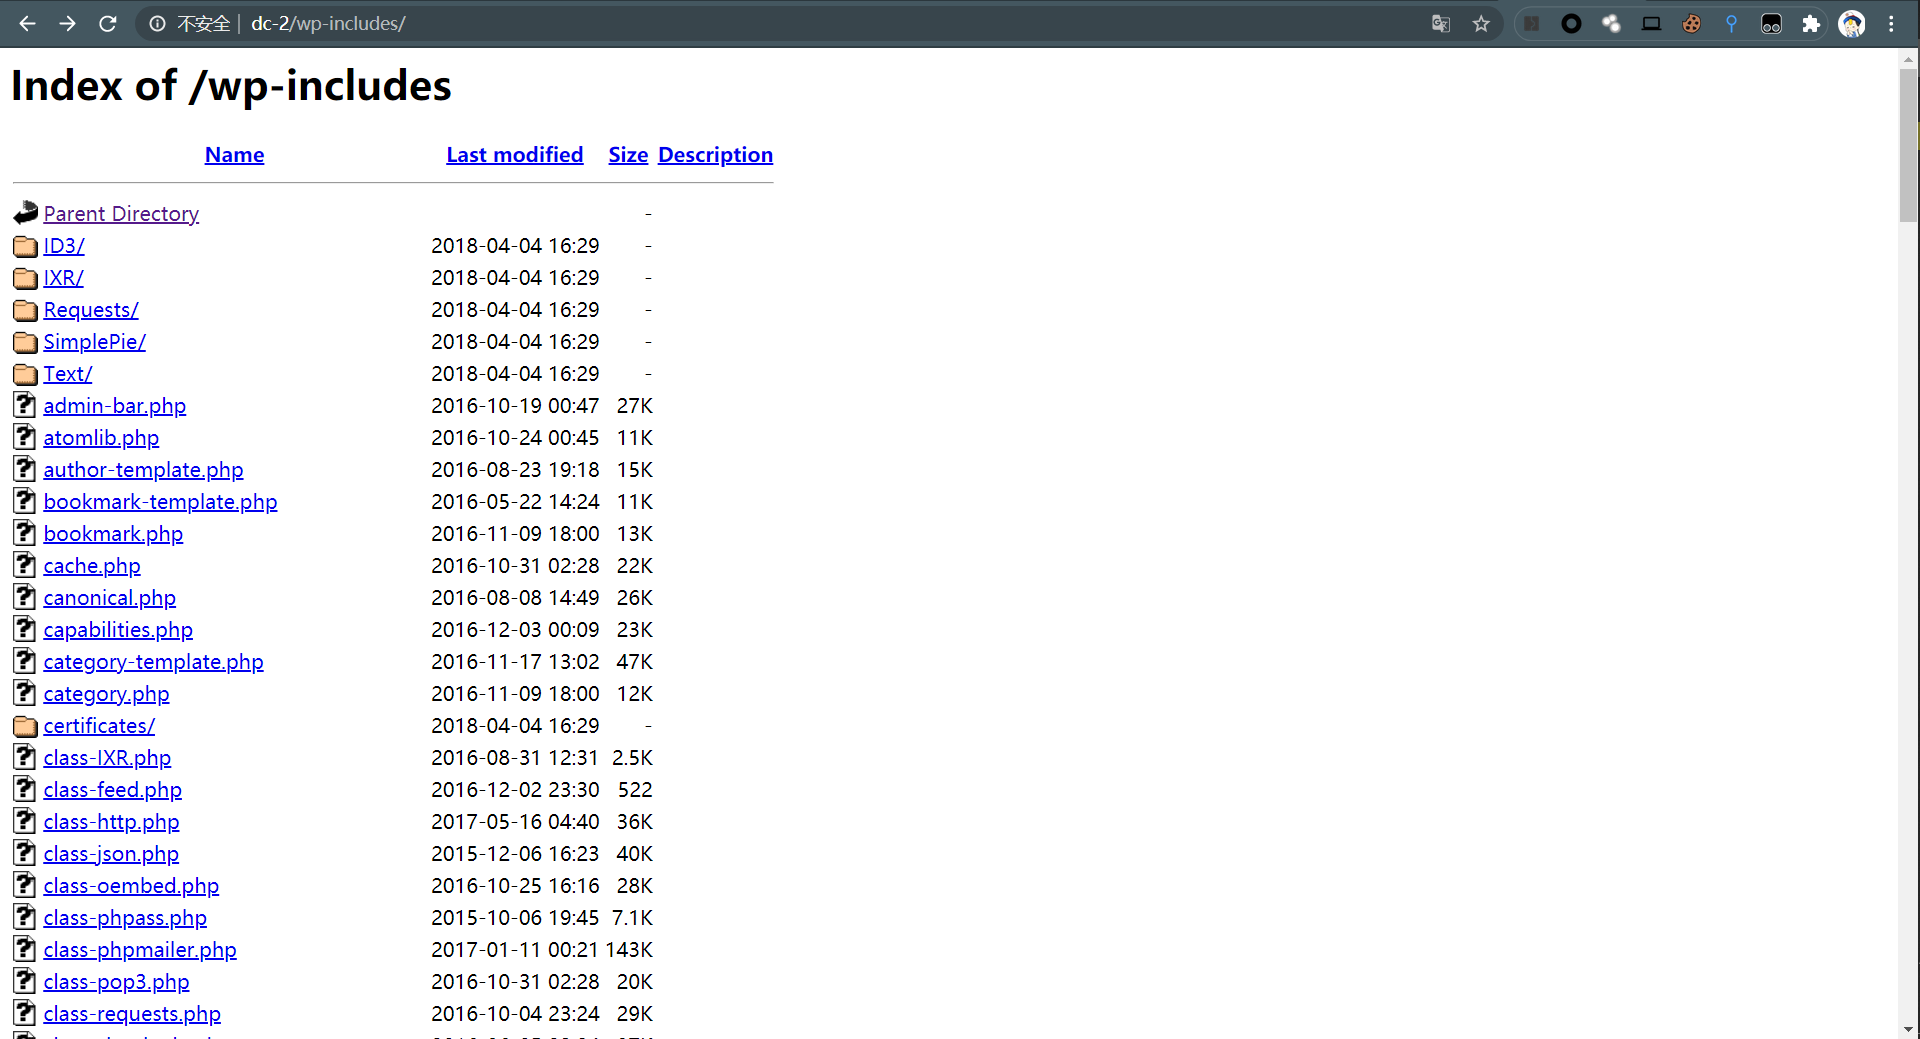 不安全 | dc-2/wp-includes/
Index of /wp-includes
Name Last modified Size Description
Parent Directory -
ID3/ 2018-04-04 16:29 -
IXR/ 2018-04-04 16:29 -
Requests/ 2018-04-04 16:29 -
SimplePie/ 2018-04-04 16:29 -
Text/ 2018-04-04 16:29 -
admin-bar.php 2016-10-19 00:47 27K
atomlib.php 2016-10-24 00:45 11K
author-template.php 2016-08-23 19:18 15K
bookmark-template.php 2016-05-22 14:24 11K
bookmark.php 2016-11-09 18:00 13K
cache.php 2016-10-31 02:28 22K
canonical.php 2016-08-08 14:49 26K
capabilities.php 2016-12-03 00:09 23K
category-template.php 2016-11-17 13:02 47K
category.php 2016-11-09 18:00 12K
certificates/ 2018-04-04 16:29 -
class-IXR.php 2016-08-31 12:31 2.5K
class-feed.php 2016-12-02 23:30 522
class-http.php 2017-05-16 04:40 36K
class-json.php 2015-12-06 16:23 40K
class-oembed.php 2016-10-25 16:16 28K
class-phpass.php 2015-10-06 19:45 7.1K
class-phpmailer.php 2017-01-11 00:21 143K
class-pop3.php 2016-10-31 02:28 20K
class-requests.php 2016-10-04 23:24 29K